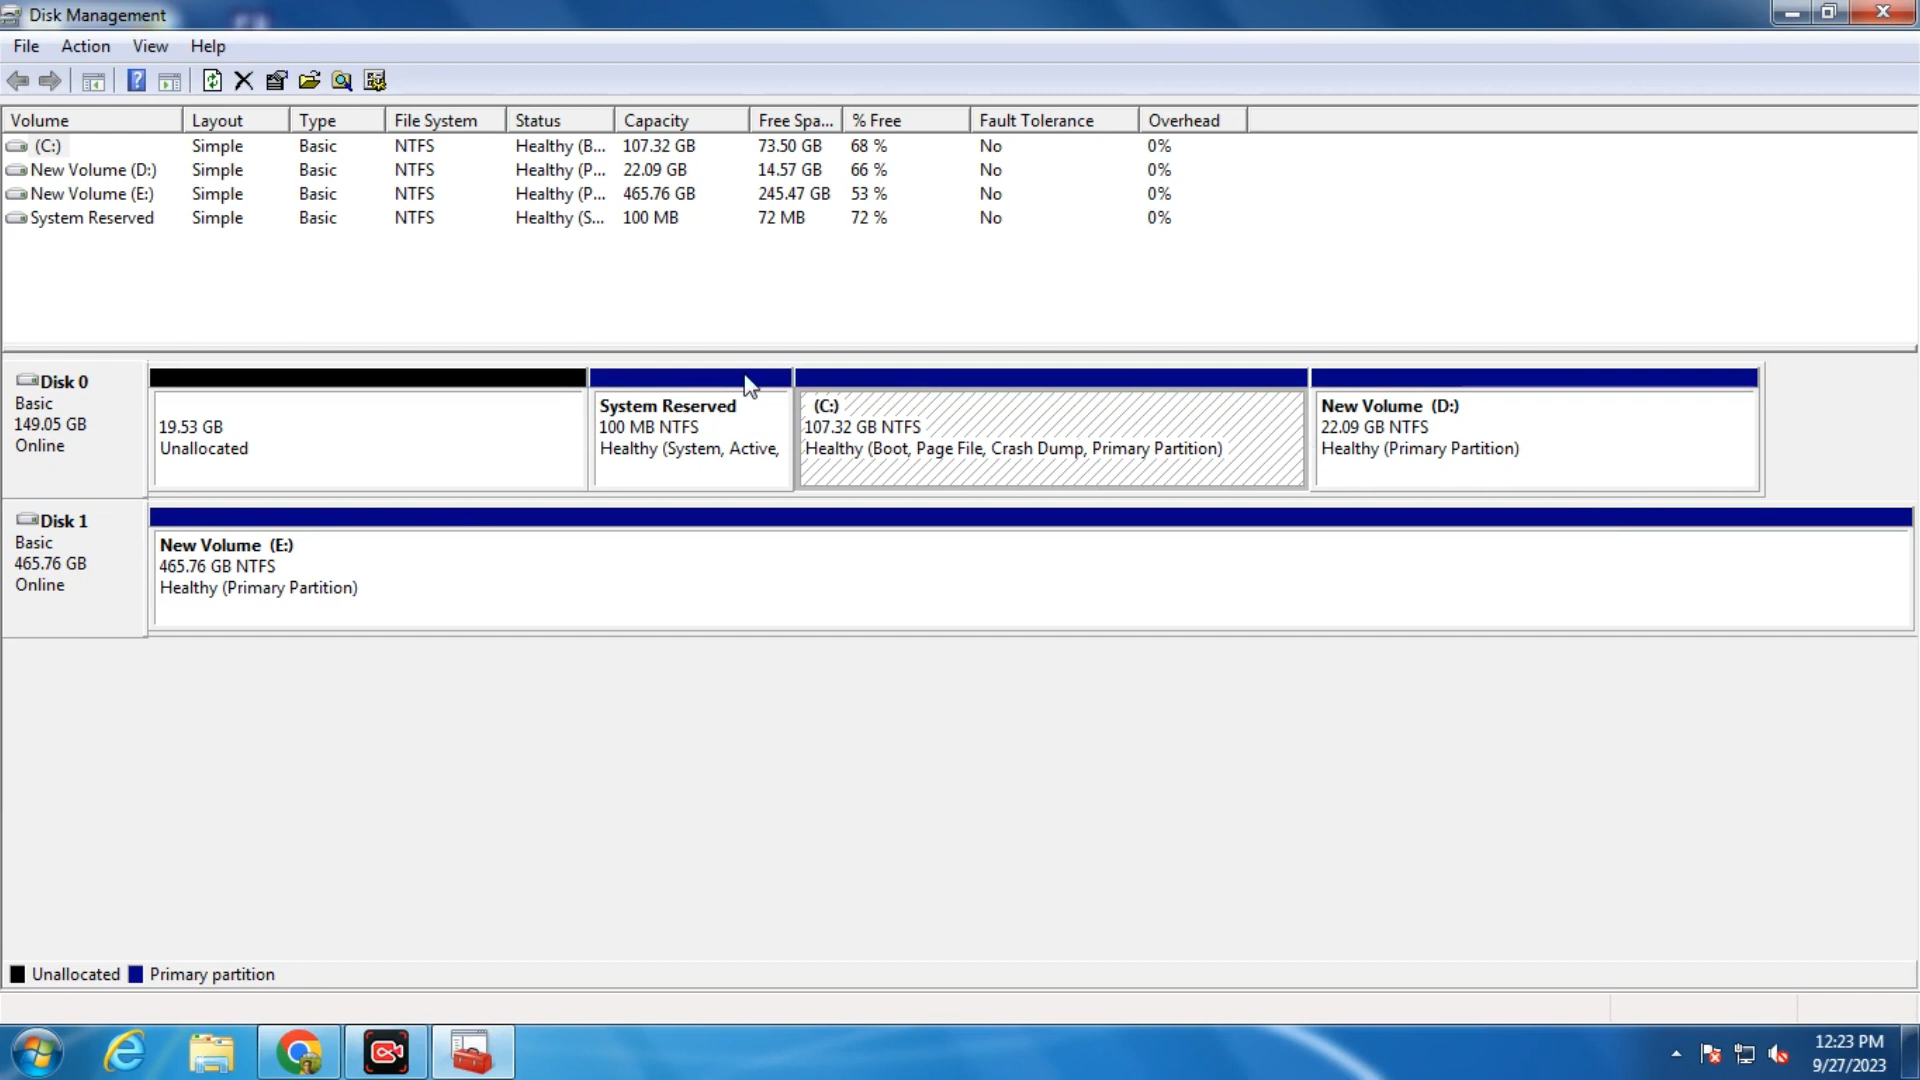 Disk Management
File Action View Help
Volume Layout Type File System Status Capacity Free Spa... % Free Fault Tolerance Overhead
(C:) Simple Basic NTFS Healthy (B... 107.32 GB 73.50 GB 68 % No 0%
New Volume (D:) Simple Basic NTFS Healthy (P... 22.09 GB 14.57 GB 66 % No 0%
New Volume (E:) Simple Basic NTFS Healthy (P... 465.76 GB 245.47 GB 53 % No 0%
System Reserved Simple Basic NTFS Healthy (S... 100 MB 72 MB 72 % No 0%
Disk 0
Basic
149.05 GB
Online
19.53 GB
Unallocated
System Reserved
100 MB NTFS
Healthy (System, Active,
(C:)
107.32 GB NTFS
Healthy (Boot, Page File, Crash Dump, Primary Partition)
New Volume (D:)
22.09 GB NTFS
Healthy (Primary Partition)
Disk 1
Basic
465.76 GB
Online
New Volume (E:)
465.76 GB NTFS
Healthy (Primary Partition)
Unallocated Primary partition
12:23 PM
9/27/2023